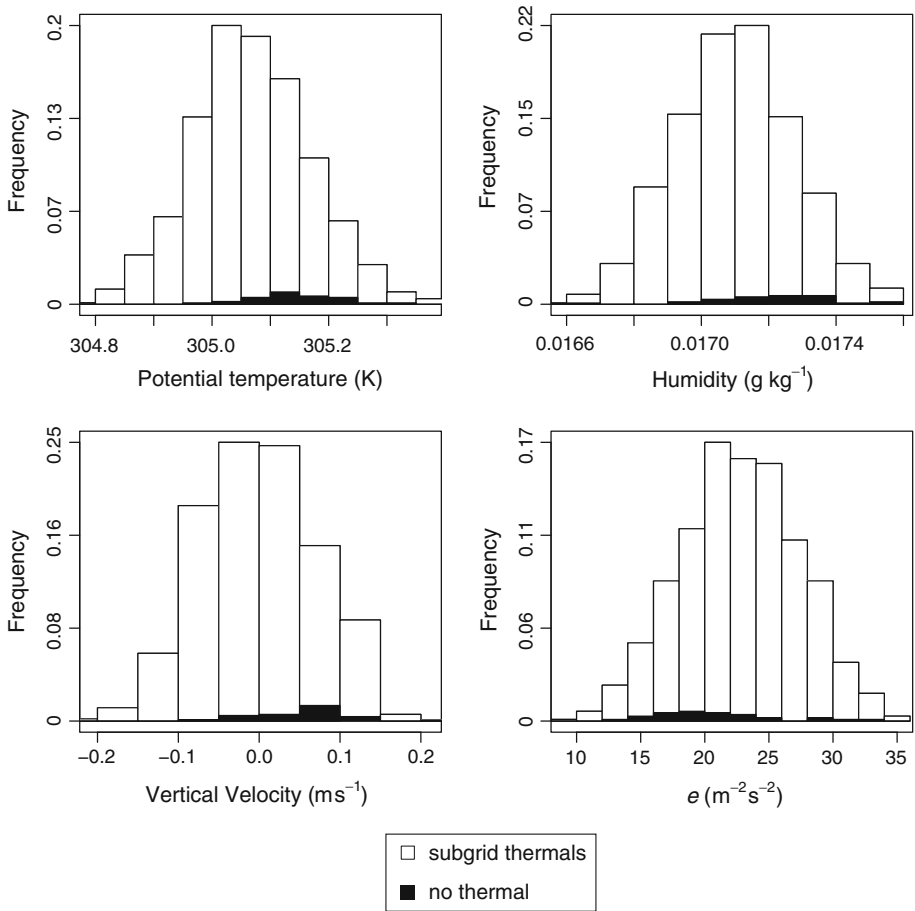 0.2
0.13
0.07
0
Frequency
304.8 305.0 305.2
Potential temperature (K)
0.22
0.15
0.07
0
Frequency
0.0166 0.0170 0.0174
Humidity (g kg⁻¹)
0.25
0.16
0.08
0
Frequency
−0.2 −0.1 0.0 0.1 0.2
Vertical Velocity (ms⁻¹)
0.17
0.11
0.06
0
Frequency
10 15 20 25 30 35
e (m⁻²s⁻²)
subgrid thermals
no thermal